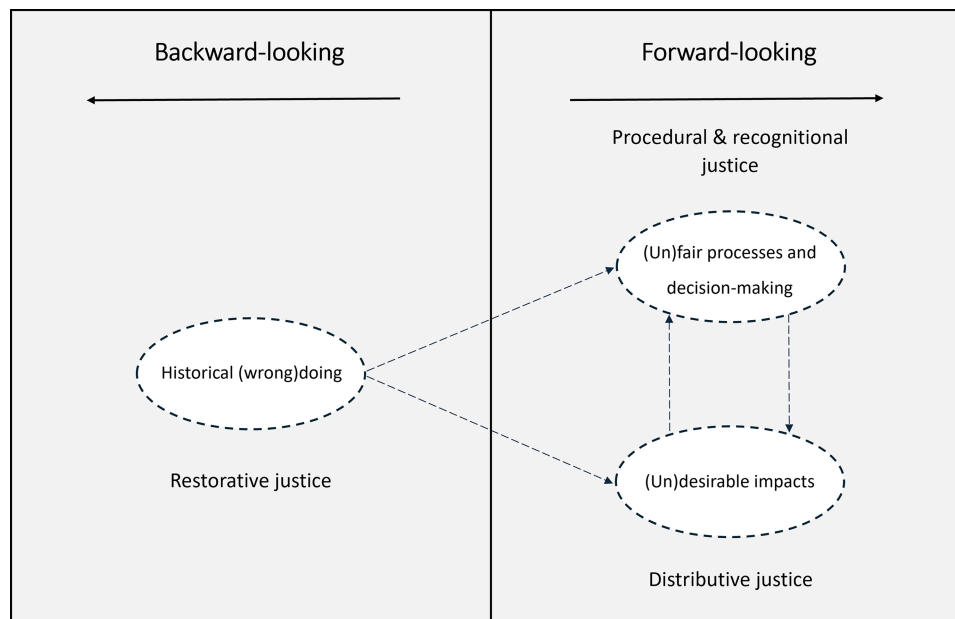 Backward-looking
Historical (wrong)doing
Restorative justice
Forward-looking
Procedural & recognitional
justice
(Un)fair processes and
decision-making
(Un)desirable impacts
Distributive justice